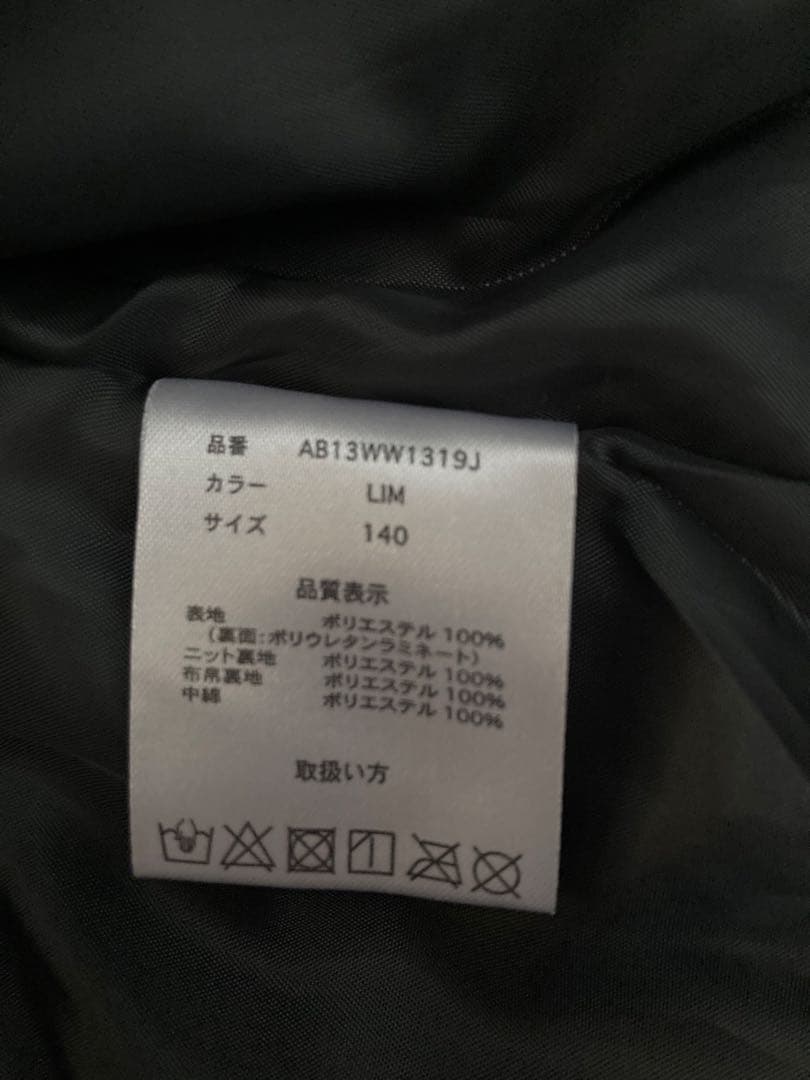 品番 AB13WW1319J
カラー LIM
サイズ 140
品質表示
表地 ポリエステル 100%
(裏面:ポリウレタンラミネート)
ニット裏地 ポリエステル 100%
布帛裏地 ポリエステル 100%
中綿 ポリエステル 100%
取扱い方